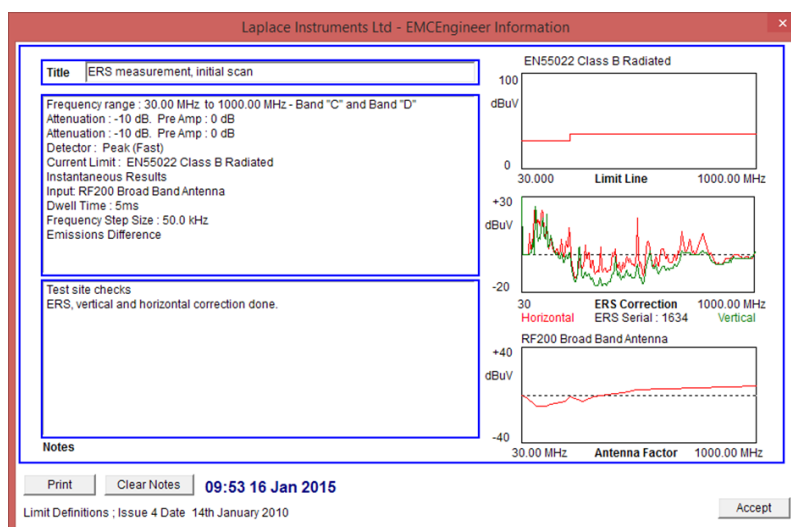 Laplace Instruments Ltd - EMCEngineer Information
×
Title ERS measurement, initial scan
Frequency range : 30.00 MHz to 1000.00 MHz - Band "C" and Band "D"
Attenuation : -10 dB. Pre Amp : 0 dB
Attenuation : -10 dB. Pre Amp : 0 dB
Detector : Peak (Fast)
Current Limit : EN55022 Class B Radiated
Instantaneous Results
Input: RF200 Broad Band Antenna
Dwell Time : 5ms
Frequency Step Size : 50.0 kHz
Emissions Difference
Test site checks
ERS, vertical and horizontal correction done.
Notes
EN55022 Class B Radiated
100
dBuV
0
30.000 Limit Line 1000.00 MHz
+30
dBuV
-20
30 ERS Correction 1000.00 MHz
Horizontal ERS Serial : 1634 Vertical
RF200 Broad Band Antenna
+40
dBuV
-40
30.00 MHz Antenna Factor 1000.00 MHz
Print Clear Notes 09:53 16 Jan 2015
Limit Definitions ; Issue 4 Date 14th January 2010
Accept